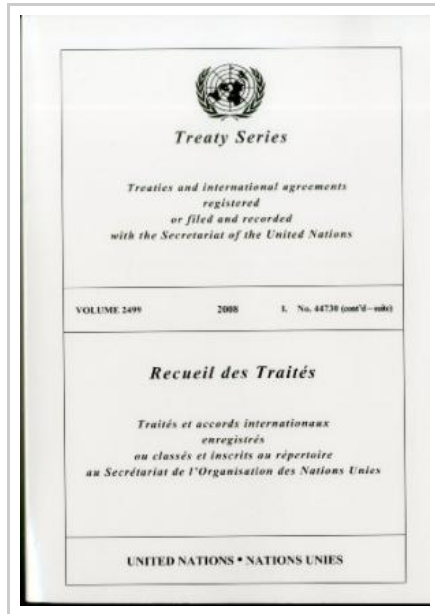 Treaty Series
Treaties and international agreements
registered
or filed and recorded
with the Secretariat of the United Nations
VOLUME 2499 2008 I. No. 44730 (cont'd—suite)
Recueil des Traités
Traités et accords internationaux
enregistrés
ou classés et inscrits au répertoire
au Secrétariat de l'Organisation des Nations Unies
UNITED NATIONS • NATIONS UNIES